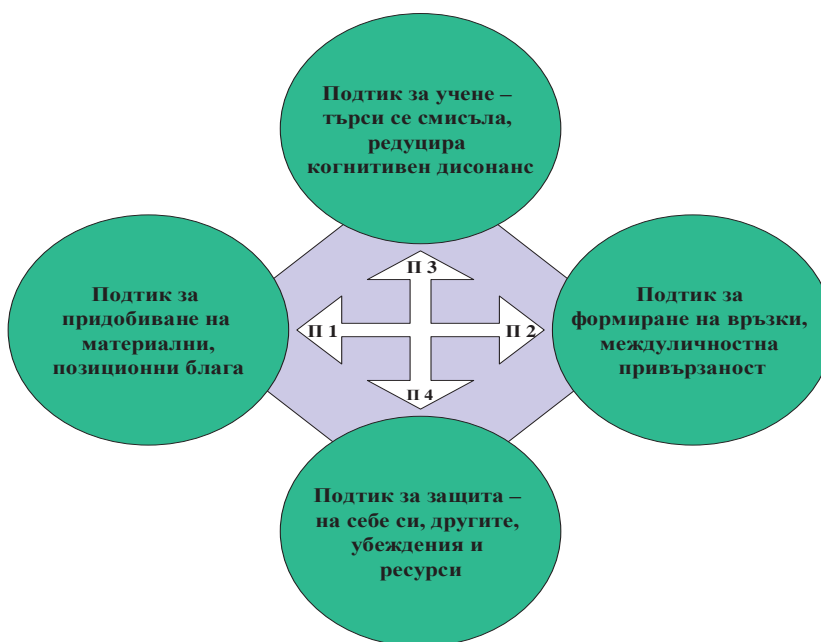 Подтик за учене –
търси се смисъла,
редуцира
когнитивен дисонанс
П 3
Подтик за
придобиване на
материални,
позиционни блага
П 1
П 2
Подтик за
формиране на връзки,
междуличностна
привързаност
П 4
Подтик за защита –
на себе си, другите,
убеждения и
ресурси